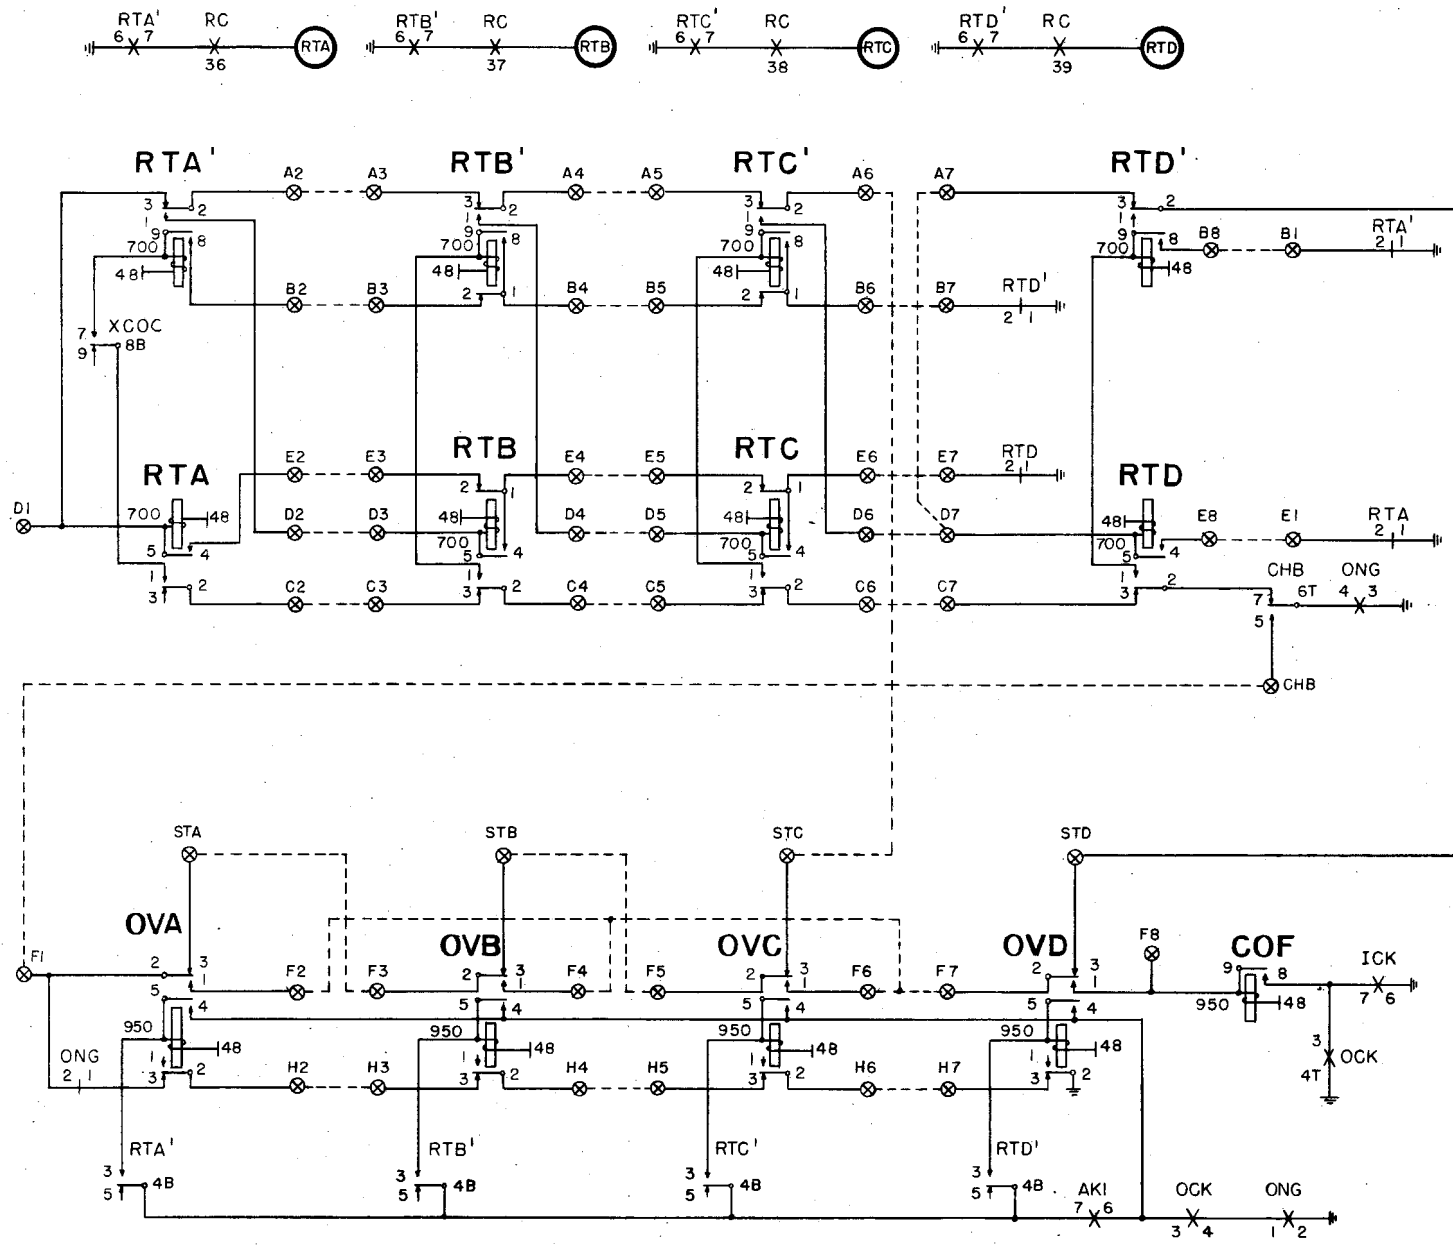 RTA' RC RTB' RC RTC' RC RTD' RC
6 7 6 7 6 7 6 7
RTA RTB RTC RTD
36 37 38 39
RTA' A2 A3 RTB' A4 A5 RTC' A6 A7 RTD'
3 2 3 2 3 2 3 2
1 1 1 1
9 8 9 8 9 8 9 B8 B1 RTA'
700 700 700 700 8 2 1
48 48 48 48
B2 B3 2 1 B4 B5 2 1 B6 B7 RTD'
2 1
7 XCOC
9 8B
RTA E2 E3 RTB E4 E5 RTC E6 E7 RTD RTD
2 1 2 1 2 1
D1 700 48 D2 D3 48 D4 D5 48 D6 D7 48 E8 E1 RTA
700 700 700 2 1
5 4 5 4 5 4 5 4
1 2 1 2 1 2 1 2 CHB ONG
3 C2 C3 3 C4 C5 3 C6 C7 3 7 6T 4 3
5
CHB
STA STB STC STD
OVA OVB OVC OVD F8 COF
F1 2 3 F2 F3 2 3 F4 F5 2 3 F6 F7 2 3 9 8 ICK
1 1 1 1 7 6
5 4 5 4 5 4 5 4 950 48
950 48 950 48 950 48 950 48
ONG 3 OCK
2 1 4T
1 2 1 2 1 2 1 2
3 H2 H3 3 H4 H5 3 H6 H7 3
RTA' RTB' RTC' RTD'
3 3 3 3
5 4B 5 4B 5 4B 5 4B
AKI OCK ONG
7 6 3 4 1 2